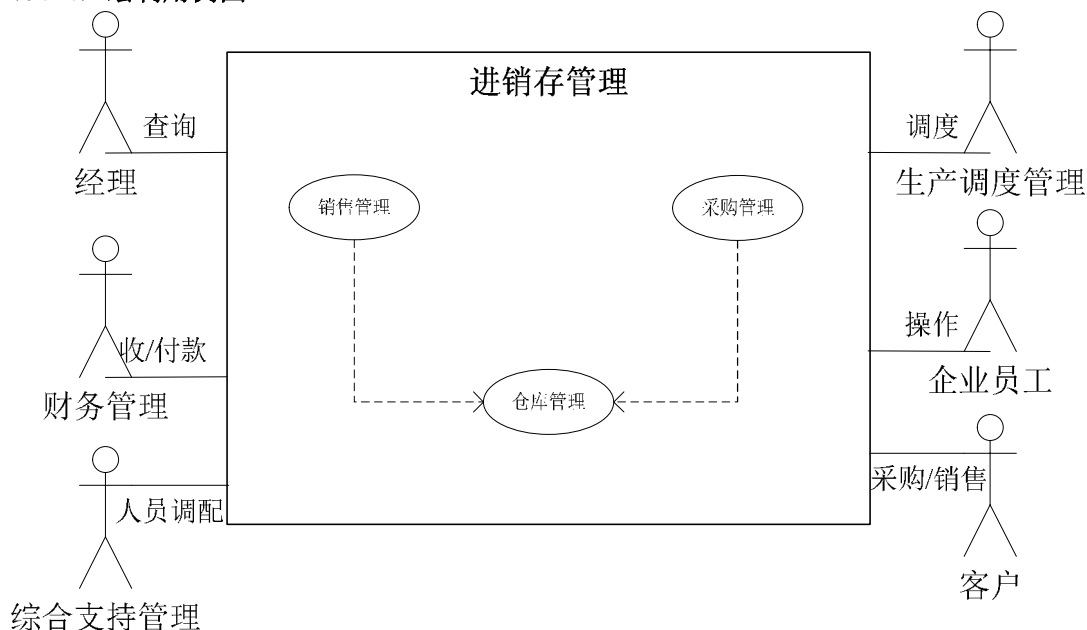 进销存管理
查询
经理
调度
生产调度管理
销售管理
采购管理
收/付款
财务管理
操作
企业员工
仓库管理
人员调配
综合支持管理
采购/销售
客户